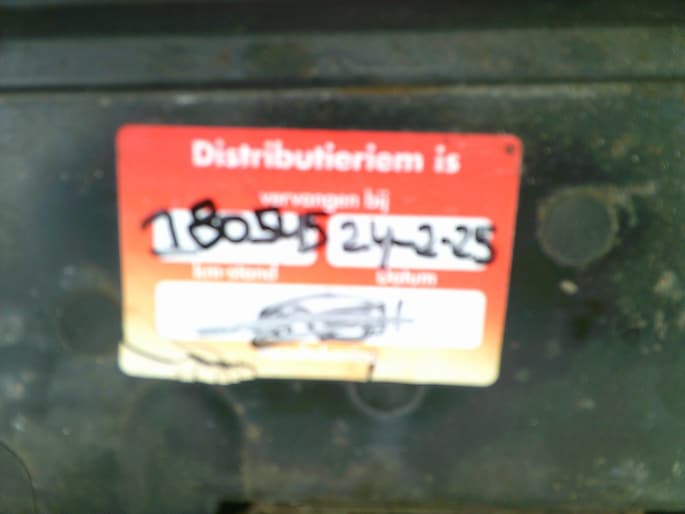 Distributieriem is
vervangen bij
180545 24-2-25
km-stand datum